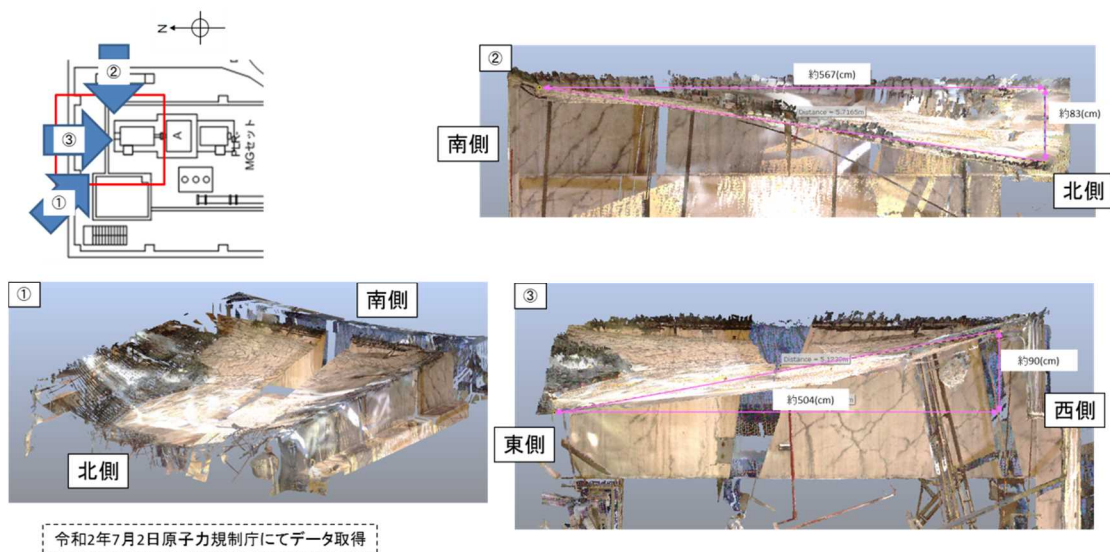 N
②
③
①
A
MGセット
②
約567(cm)
Distance = 5.7165m
約83(cm)
南側
北側
①
南側
北側
③
Distance = 5.1220m
約90(cm)
約504(cm)
東側
西側
令和2年7月2日原子力規制庁にてデータ取得